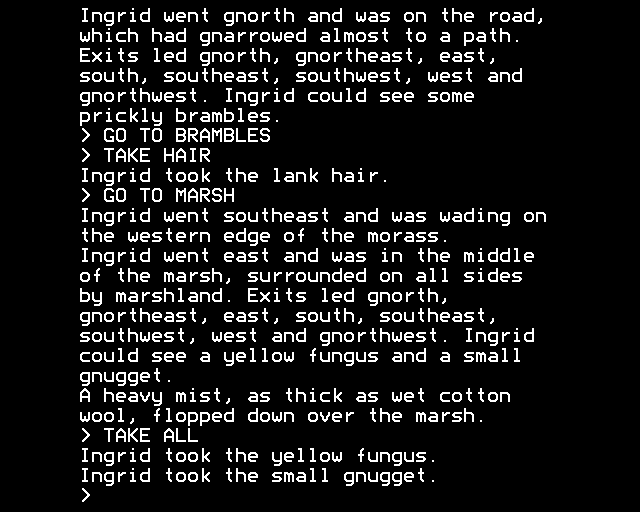 Ingrid went gnorth and was on the road,
which had gnarrowed almost to a path.
Exits led gnorth, gnortheast, east,
south, southeast, southwest, west and
gnorthwest. Ingrid could see some
prickly brambles.
> GO TO BRAMBLES
> TAKE HAIR
Ingrid took the lank hair.
> GO TO MARSH
Ingrid went southeast and was wading on
the western edge of the morass.
Ingrid went east and was in the middle
of the marsh, surrounded on all sides
by marshland. Exits led gnorth,
gnortheast, east, south, southeast,
southwest, west and gnorthwest. Ingrid
could see a yellow fungus and a small
gnugget.
A heavy mist, as thick as wet cotton
wool, flopped down over the marsh.
> TAKE ALL
Ingrid took the yellow fungus.
Ingrid took the small gnugget.
>